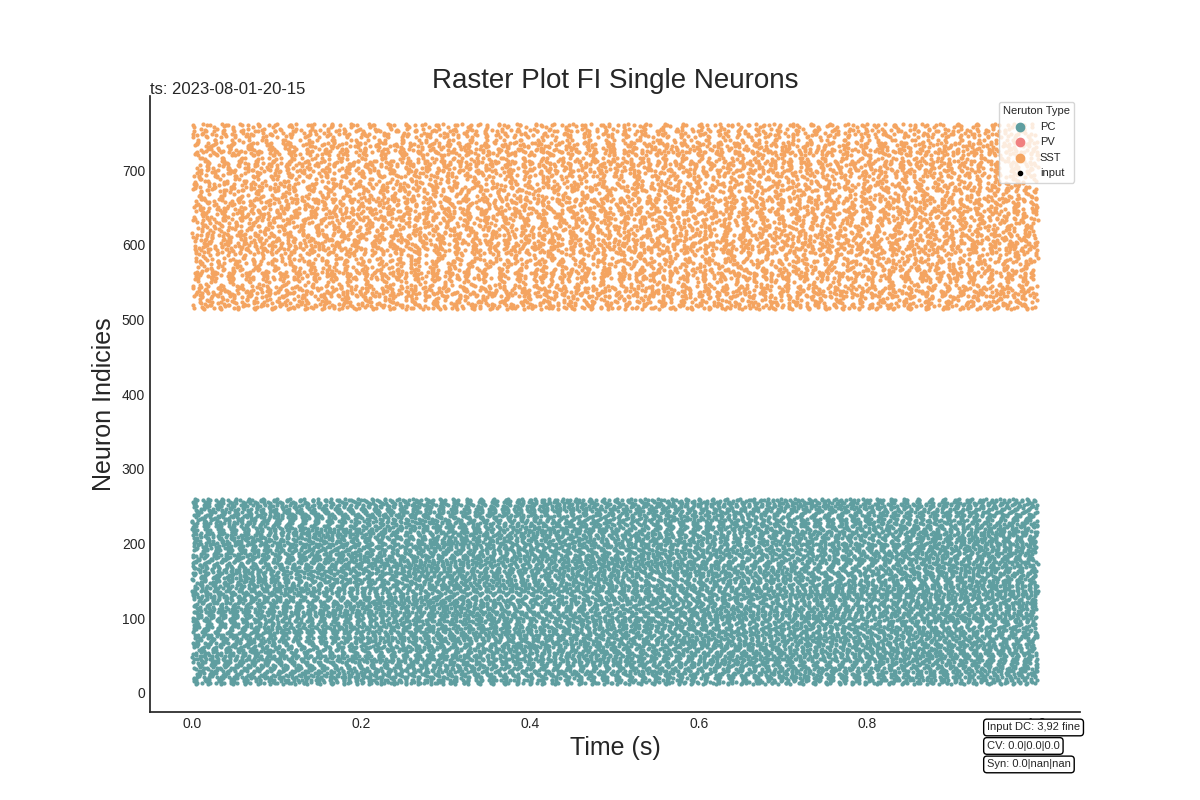 Raster Plot FI Single Neurons
ts: 2023-08-01-20-15
Neruton Type
PC
PV
SST
input
700
600
500
400
300
200
100
0
Neuron Indicies
0.0 0.2 0.4 0.6 0.8
Time (s)
Input DC: 3,92 fine
CV: 0.0|0.0|0.0
Syn: 0.0|nan|nan